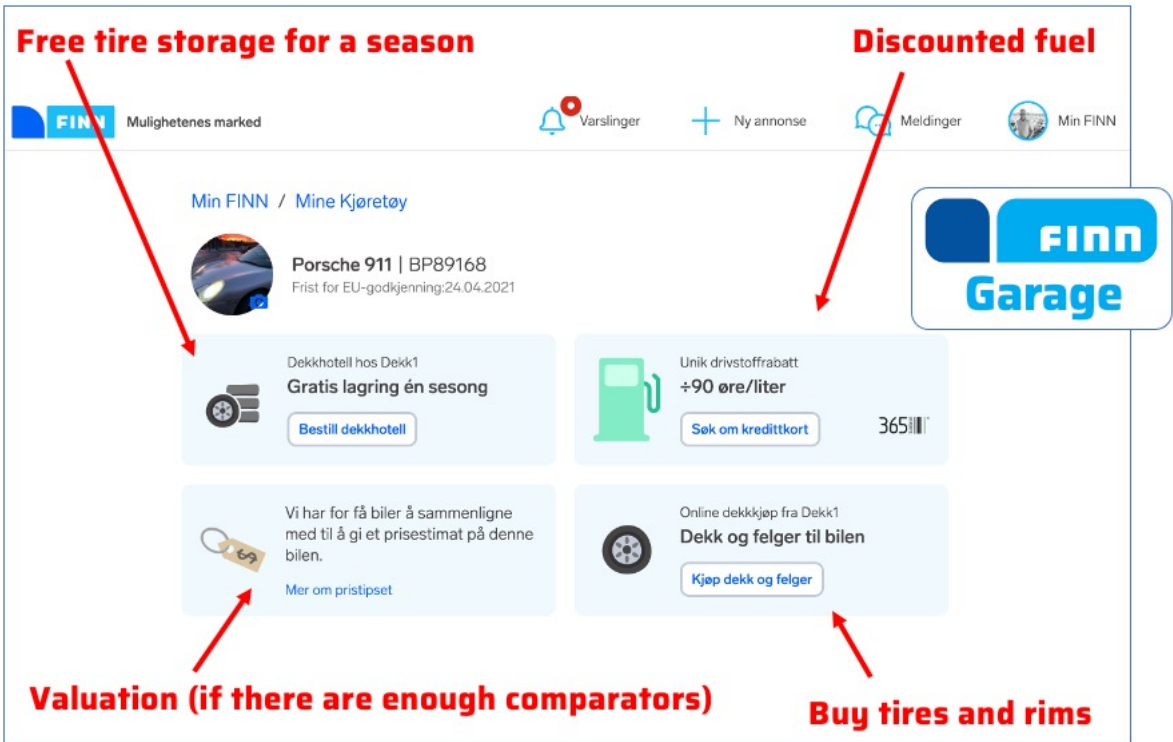 Free tire storage for a season
Discounted fuel
FINN
Mulighetenes marked
Varslinger
Ny annonse
Meldinger
Min FINN
Min FINN / Mine Kjøretøy
FINN
Garage
Porsche 911 | BP89168
Frist for EU-godkjenning:24.04.2021
Dekkhotell hos Dekk1
Gratis lagring én sesong
Bestill dekkhotell
Unik drivstoffrabatt
÷90 øre/liter
Søk om kredittkort
365
Vi har for få biler å sammenligne
med til å gi et prisestimat på denne
bilen.
Mer om pristipset
Online dekkkjøp fra Dekk1
Dekk og felger til bilen
Kjøp dekk og felger
Valuation (if there are enough comparators)
Buy tires and rims